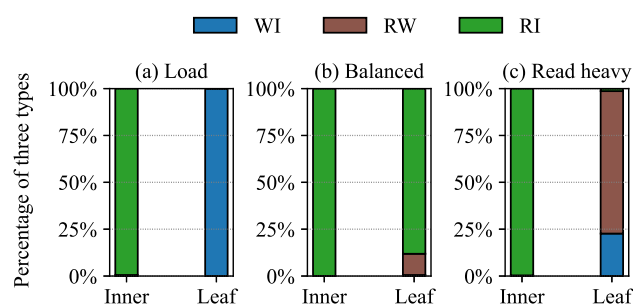 WI RW RI
Percentage of three types
(a) Load
100%
75%
50%
25%
0%
Inner Leaf
(b) Balanced
100%
75%
50%
25%
0%
Inner Leaf
(c) Read heavy
100%
75%
50%
25%
0%
Inner Leaf